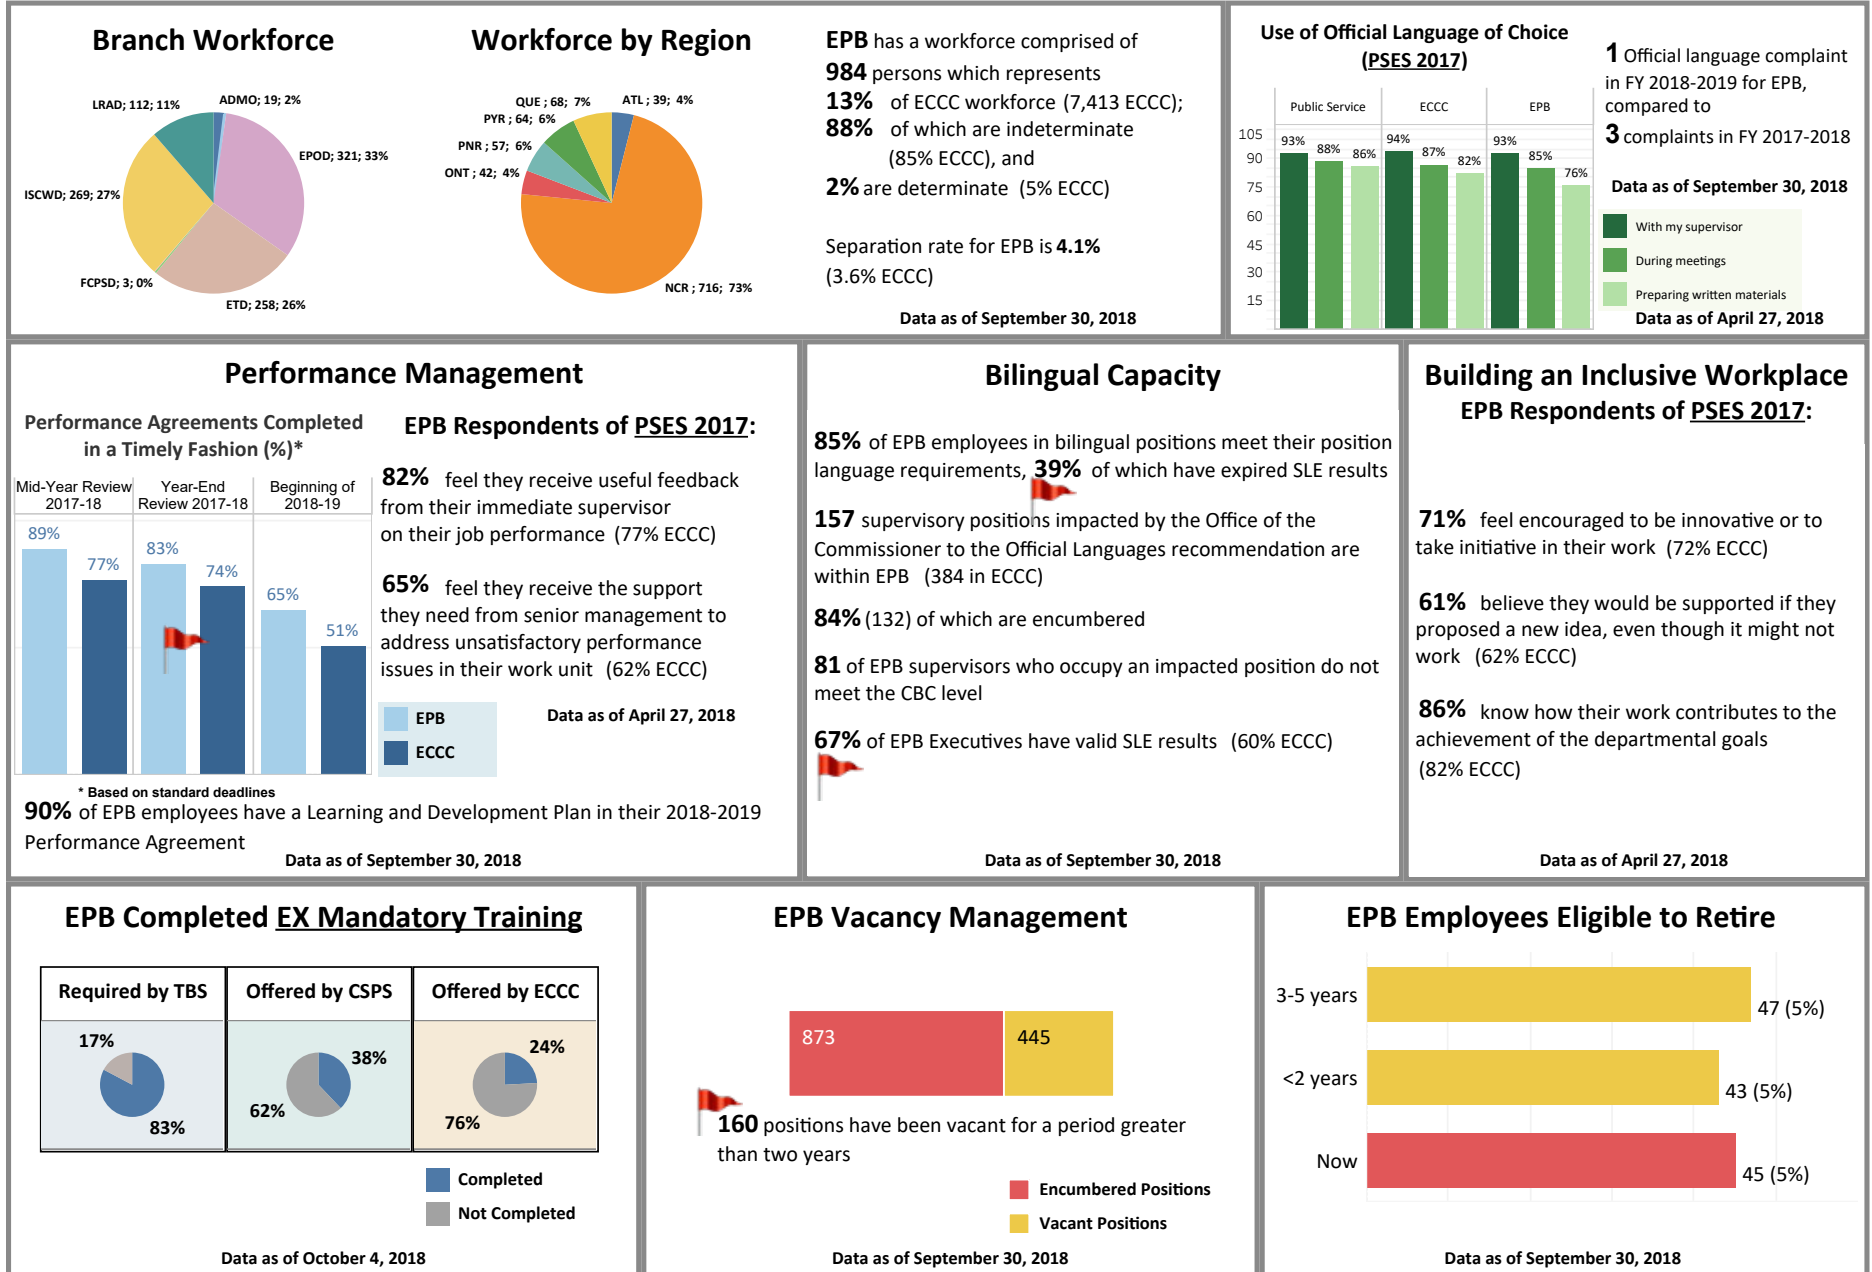 Branch Workforce
LRAD; 112; 11%
ADMO; 19; 2%
EPOD; 321; 33%
ISCWD; 269; 27%
FCPSD; 3; 0%
ETD; 258; 26%
Workforce by Region
QUE ; 68;  7%
ATL ; 39;  4%
PYR ; 64;  6%
PNR ; 57;  6%
ONT ; 42;  4%
NCR ; 716;  73%
EPB has a workforce comprised of
984 persons which represents
13% of ECCC workforce (7,413 ECCC);
88% of which are indeterminate
(85% ECCC), and
2% are determinate (5% ECCC)
Separation rate for EPB is 4.1%
(3.6% ECCC)
Data as of September 30, 2018
Use of Official Language of Choice
(PSES 2017)
Public Service
ECCC
EPB
105
90
75
60
45
30
15
93%
88%
86%
94%
87%
82%
93%
85%
76%
1 Official language complaint
in FY 2018-2019 for EPB,
compared to
3 complaints in FY 2017-2018
Data as of September 30, 2018
With my supervisor
During meetings
Preparing written materials
Data as of April 27, 2018
Performance Management
Performance Agreements Completed
in a Timely Fashion (%)*
Mid-Year Review
2017-18
Year-End
Review 2017-18
Beginning of
2018-19
89%
77%
83%
74%
65%
51%
* Based on standard deadlines
EPB Respondents of PSES 2017:
82% feel they receive useful feedback
from their immediate supervisor
on their job performance (77% ECCC)
65% feel they receive the support
they need from senior management to
address unsatisfactory performance
issues in their work unit (62% ECCC)
EPB
ECCC
Data as of April 27, 2018
90% of EPB employees have a Learning and Development Plan in their 2018-2019
Performance Agreement
Data as of September 30, 2018
Bilingual Capacity
85% of EPB employees in bilingual positions meet their position
language requirements, 39% of which have expired SLE results
157 supervisory positions impacted by the Office of the
Commissioner to the Official Languages recommendation are
within EPB (384 in ECCC)
84% (132) of which are encumbered
81 of EPB supervisors who occupy an impacted position do not
meet the CBC level
67% of EPB Executives have valid SLE results (60% ECCC)
Data as of September 30, 2018
Building an Inclusive Workplace
EPB Respondents of PSES 2017:
71% feel encouraged to be innovative or to
take initiative in their work (72% ECCC)
61% believe they would be supported if they
proposed a new idea, even though it might not
work (62% ECCC)
86% know how their work contributes to the
achievement of the departmental goals
(82% ECCC)
Data as of April 27, 2018
EPB Completed EX Mandatory Training
Required by TBS
Offered by CSPS
Offered by ECCC
17%
83%
38%
62%
24%
76%
Completed
Not Completed
Data as of October 4, 2018
EPB Vacancy Management
873
445
160 positions have been vacant for a period greater
than two years
Encumbered Positions
Vacant Positions
Data as of September 30, 2018
EPB Employees Eligible to Retire
3-5 years
47 (5%)
<2 years
43 (5%)
Now
45 (5%)
Data as of September 30, 2018